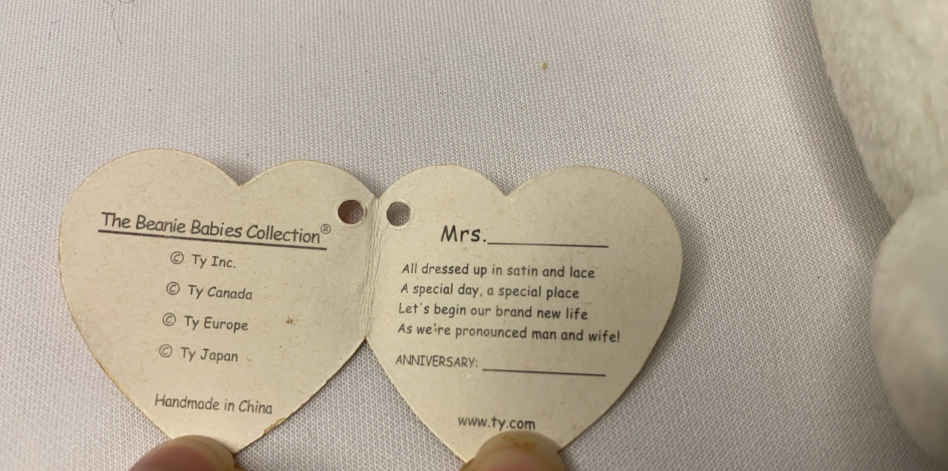 The Beanie Babies Collection®
© Ty Inc.
© Ty Canada
© Ty Europe
© Ty Japan
Handmade in China
Mrs.____________
All dressed up in satin and lace
A special day, a special place
Let's begin our brand new life
As we're pronounced man and wife!
ANNIVERSARY: ____________
www.ty.com